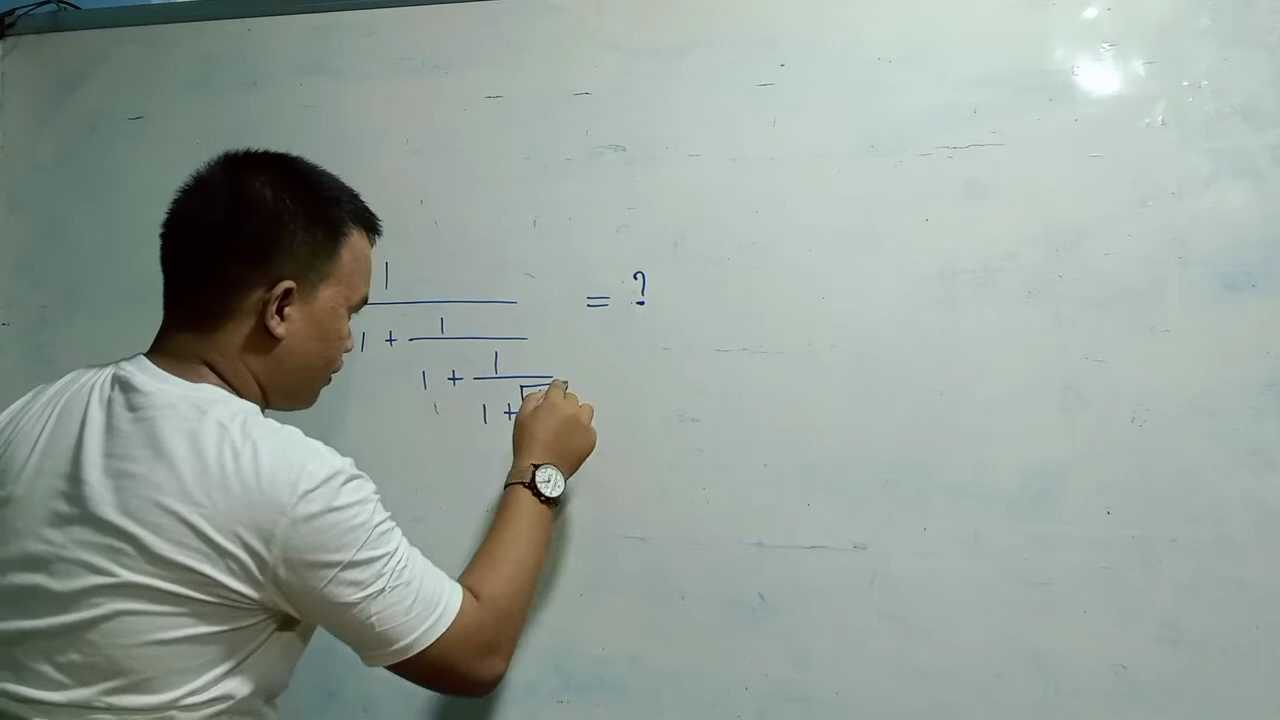 1
= ?
1 + 1
1 + 1
1 + √